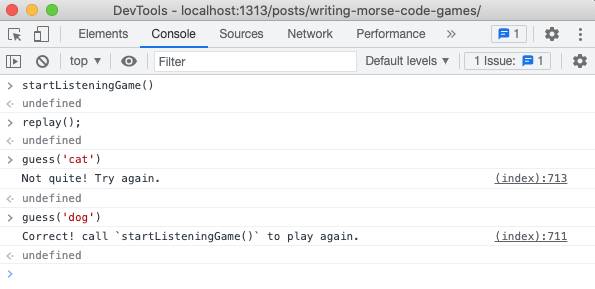 DevTools - localhost:1313/posts/writing-morse-code-games/
Elements Console Sources Network Performance » 1
top ▼ Filter Default levels ▼ 1 Issue: 1
> startListeningGame()
<· undefined
> replay();
<· undefined
> guess('cat')
Not quite! Try again. (index):713
<· undefined
> guess('dog')
Correct! call `startListeningGame()` to play again. (index):711
<· undefined
>